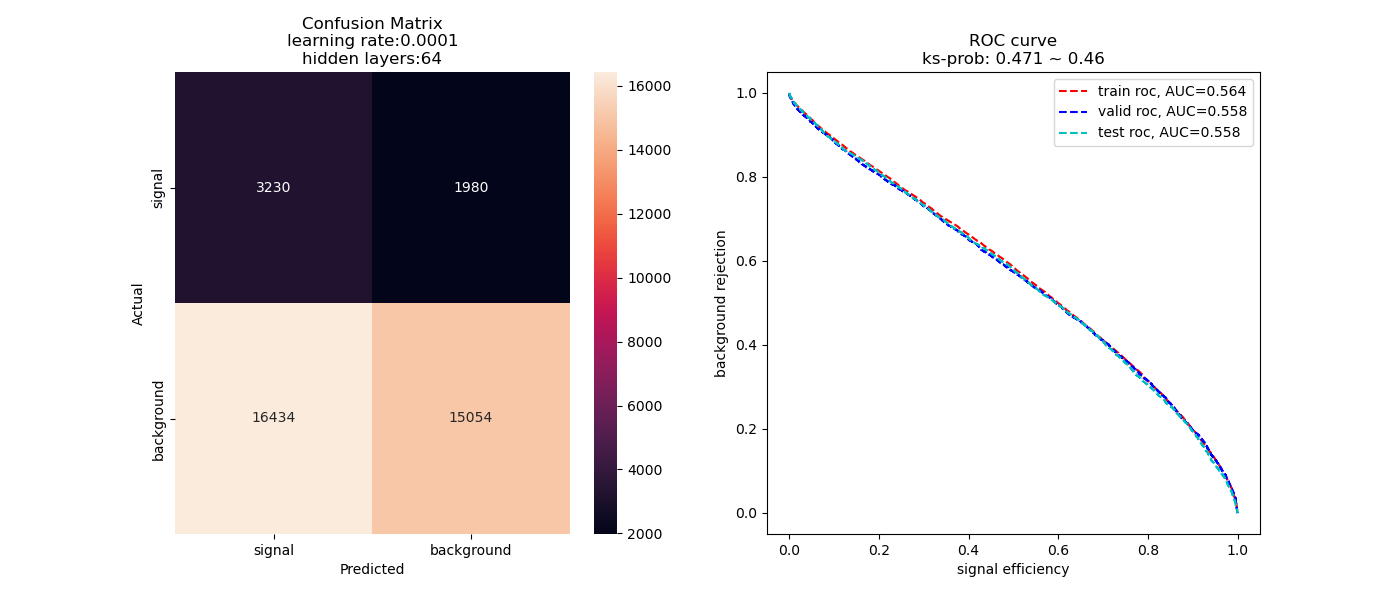 Confusion Matrix
learning rate:0.0001
hidden layers:64
signal
background
Actual
3230
1980
16434
15054
signal
background
Predicted
16000
14000
12000
10000
8000
6000
4000
2000
ROC curve
ks-prob: 0.471 ~ 0.46
train roc, AUC=0.564
valid roc, AUC=0.558
test roc, AUC=0.558
background rejection
1.0
0.8
0.6
0.4
0.2
0.0
0.0
0.2
0.4
0.6
0.8
1.0
signal efficiency